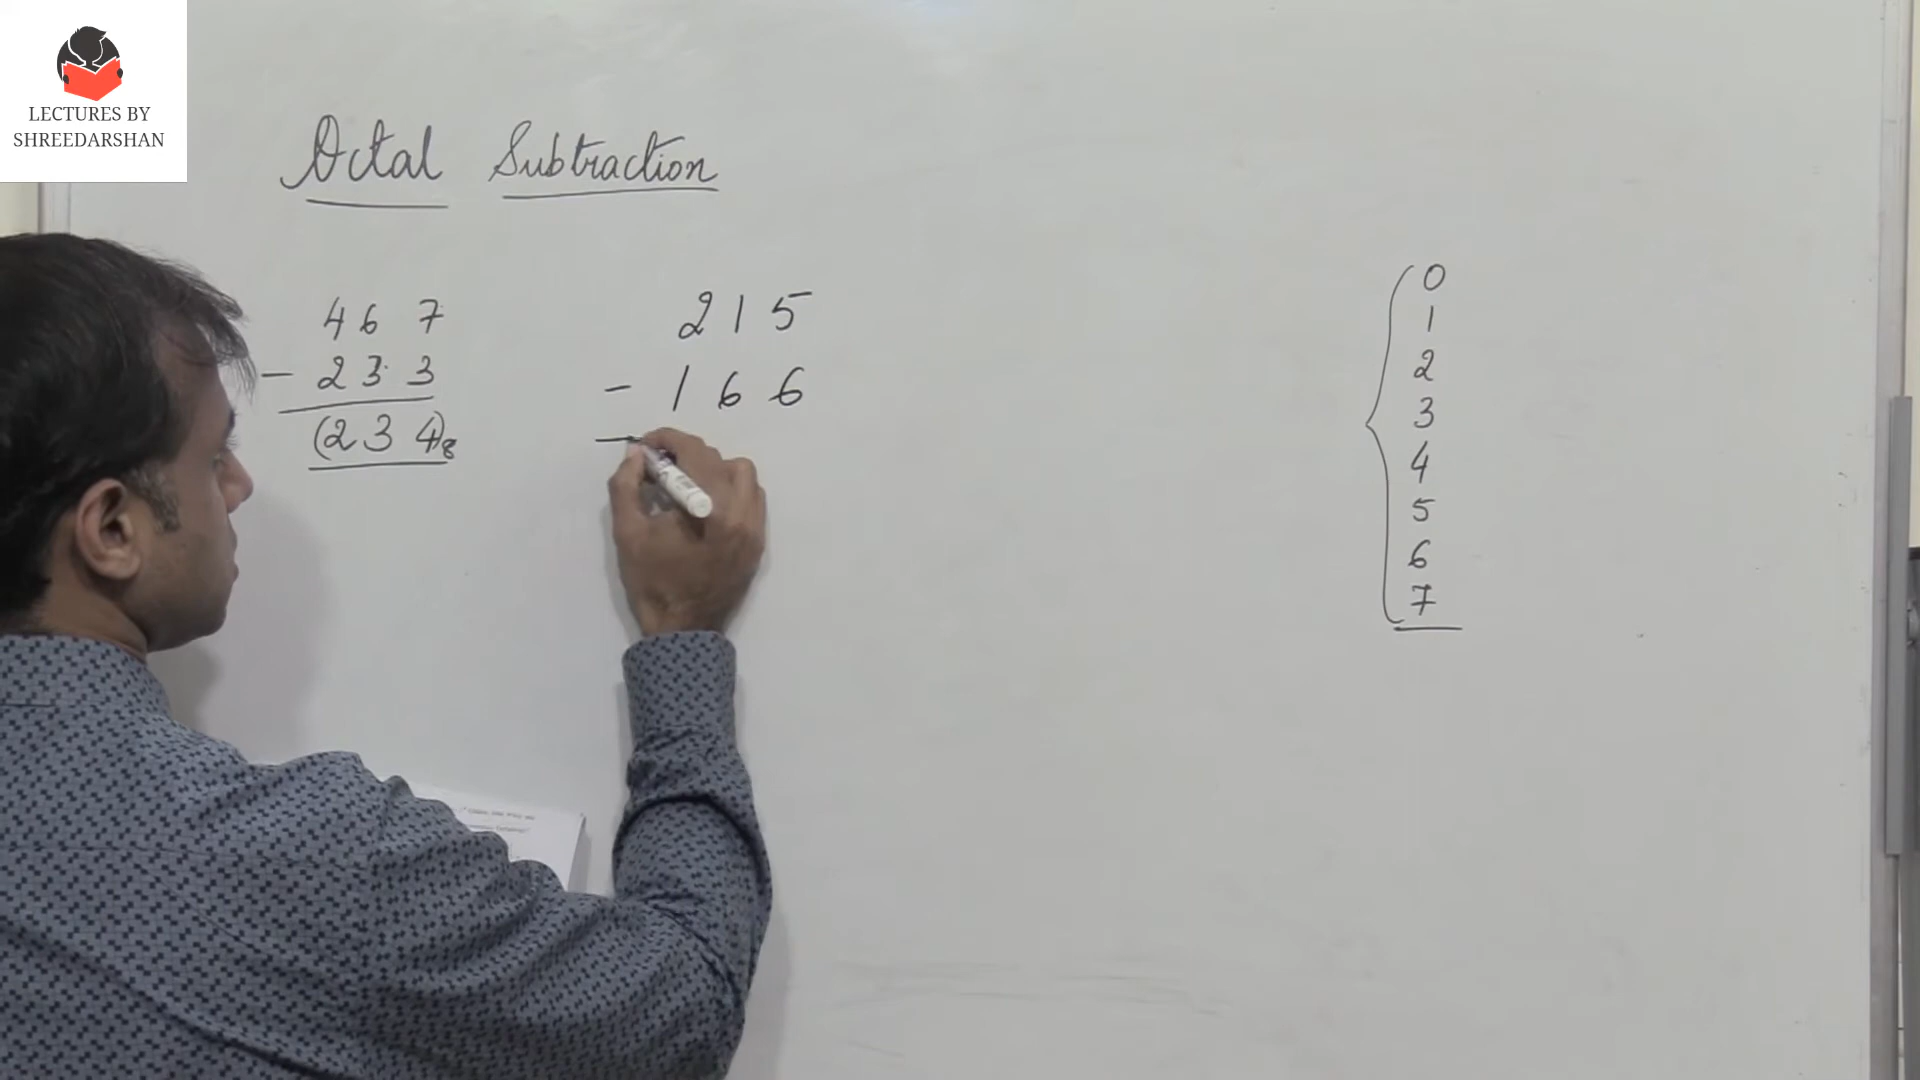 LECTURES BY
SHREEDARSHAN
Octal Subtraction
4 6 7
- 2 3 3
(2 3 4)8
2 1 5
- 1 6 6
0
1
2
3
4
5
6
7